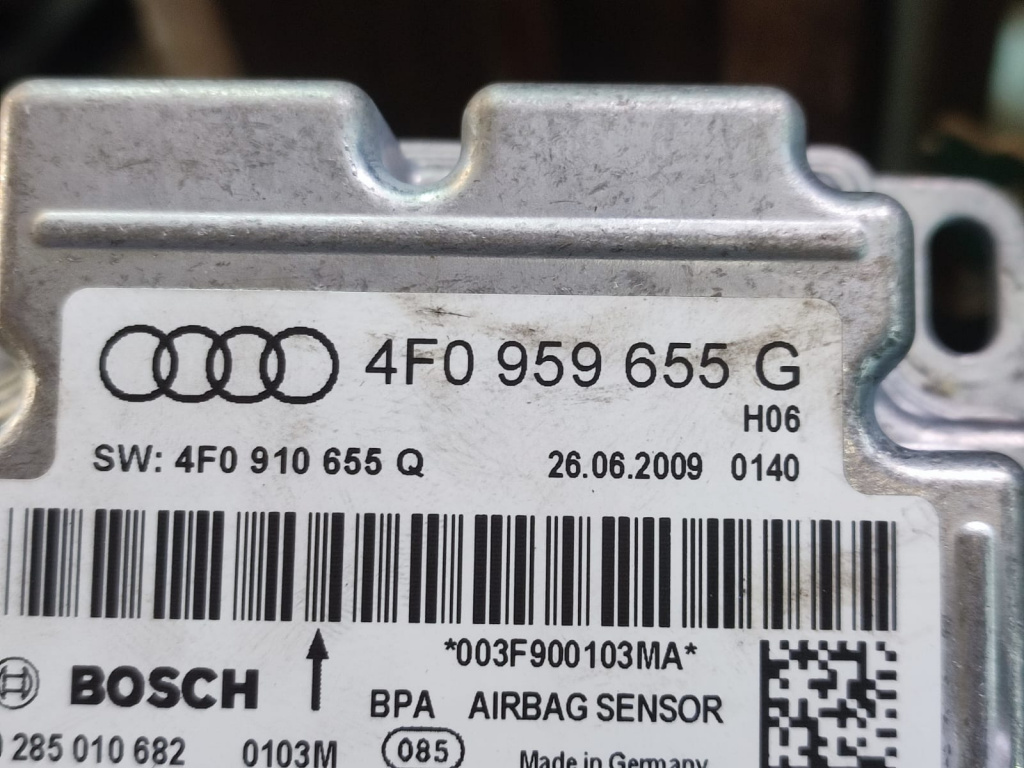 4F0 959 655 G
H06
SW: 4F0 910 655 Q 26.06.2009 0140
*003F900103MA*
BOSCH BPA AIRBAG SENSOR
285 010 682 0103M 085 Made in Germany